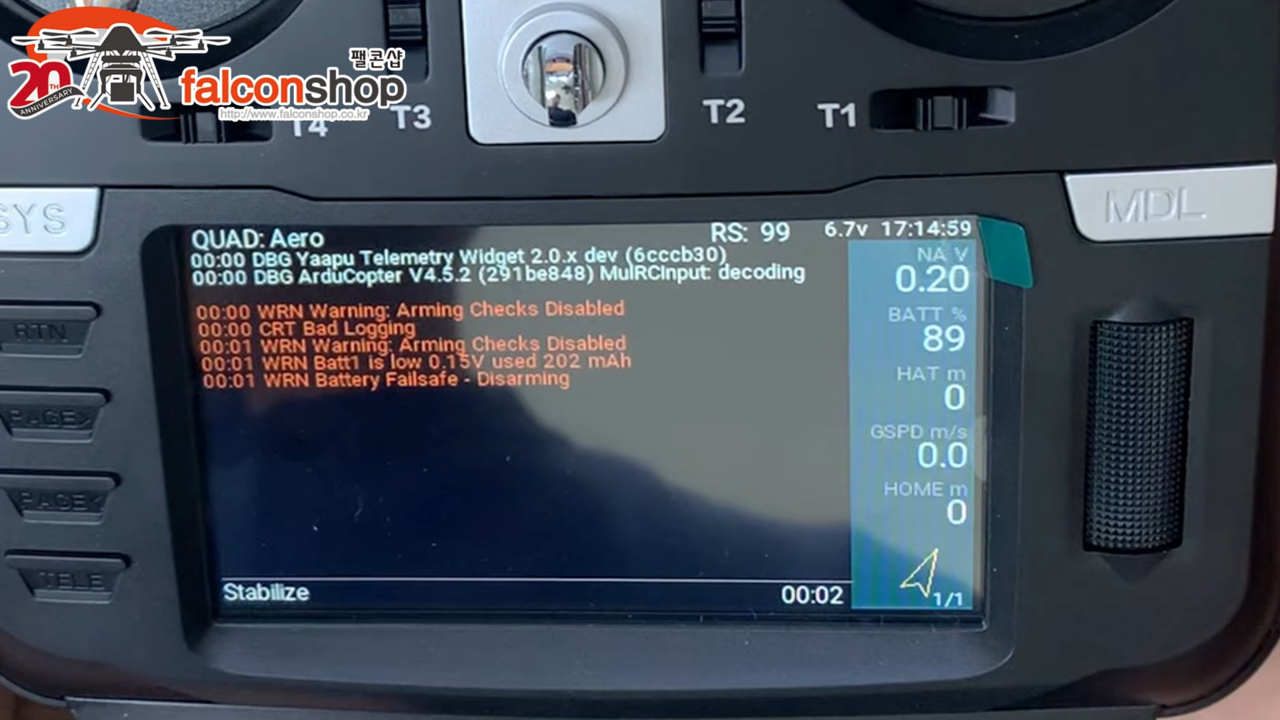 20TH
ANNIVERSARY
팰콘샵
falconshop
http://www.falconshop.co.kr
T4
T3
T2
T1
SYS
MDL
RTN
PAGE>
PAGE<
TELE
QUAD: Aero
RS: 99
6.7v 17:14:59
00:00 DBG Yaapu Telemetry Widget 2.0.x dev (6cccb30)
00:00 DBG ArduCopter V4.5.2 (291be848) MulRCInput: decoding
00:00 WRN Warning: Arming Checks Disabled
00:00 CRT Bad Logging
00:01 WRN Warning: Arming Checks Disabled
00:01 WRN Batt1 is low 0.15V used 202 mAh
00:01 WRN Battery Failsafe - Disarming
NA V
0.20
BATT %
89
HAT m
0
GSPD m/s
0.0
HOME m
0
1/1
Stabilize
00:02